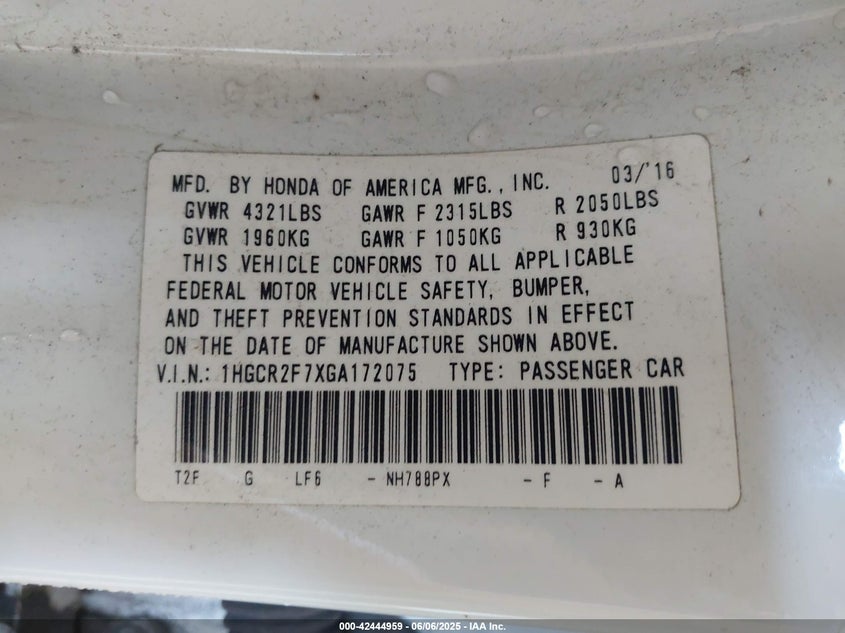 MFD. BY HONDA OF AMERICA MFG., INC. 03/'16
GVWR 4321LBS GAWR F 2315LBS R 2050LBS
GVWR 1960KG GAWR F 1050KG R 930KG
THIS VEHICLE CONFORMS TO ALL APPLICABLE
FEDERAL MOTOR VEHICLE SAFETY, BUMPER,
AND THEFT PREVENTION STANDARDS IN EFFECT
ON THE DATE OF MANUFACTURE SHOWN ABOVE.
V.I.N.: 1HGCR2F7XGA172075 TYPE: PASSENGER CAR
T2F G LF6 - NH788PX - F - A
000-42444959 - 06/06/2025 - IAA Inc.